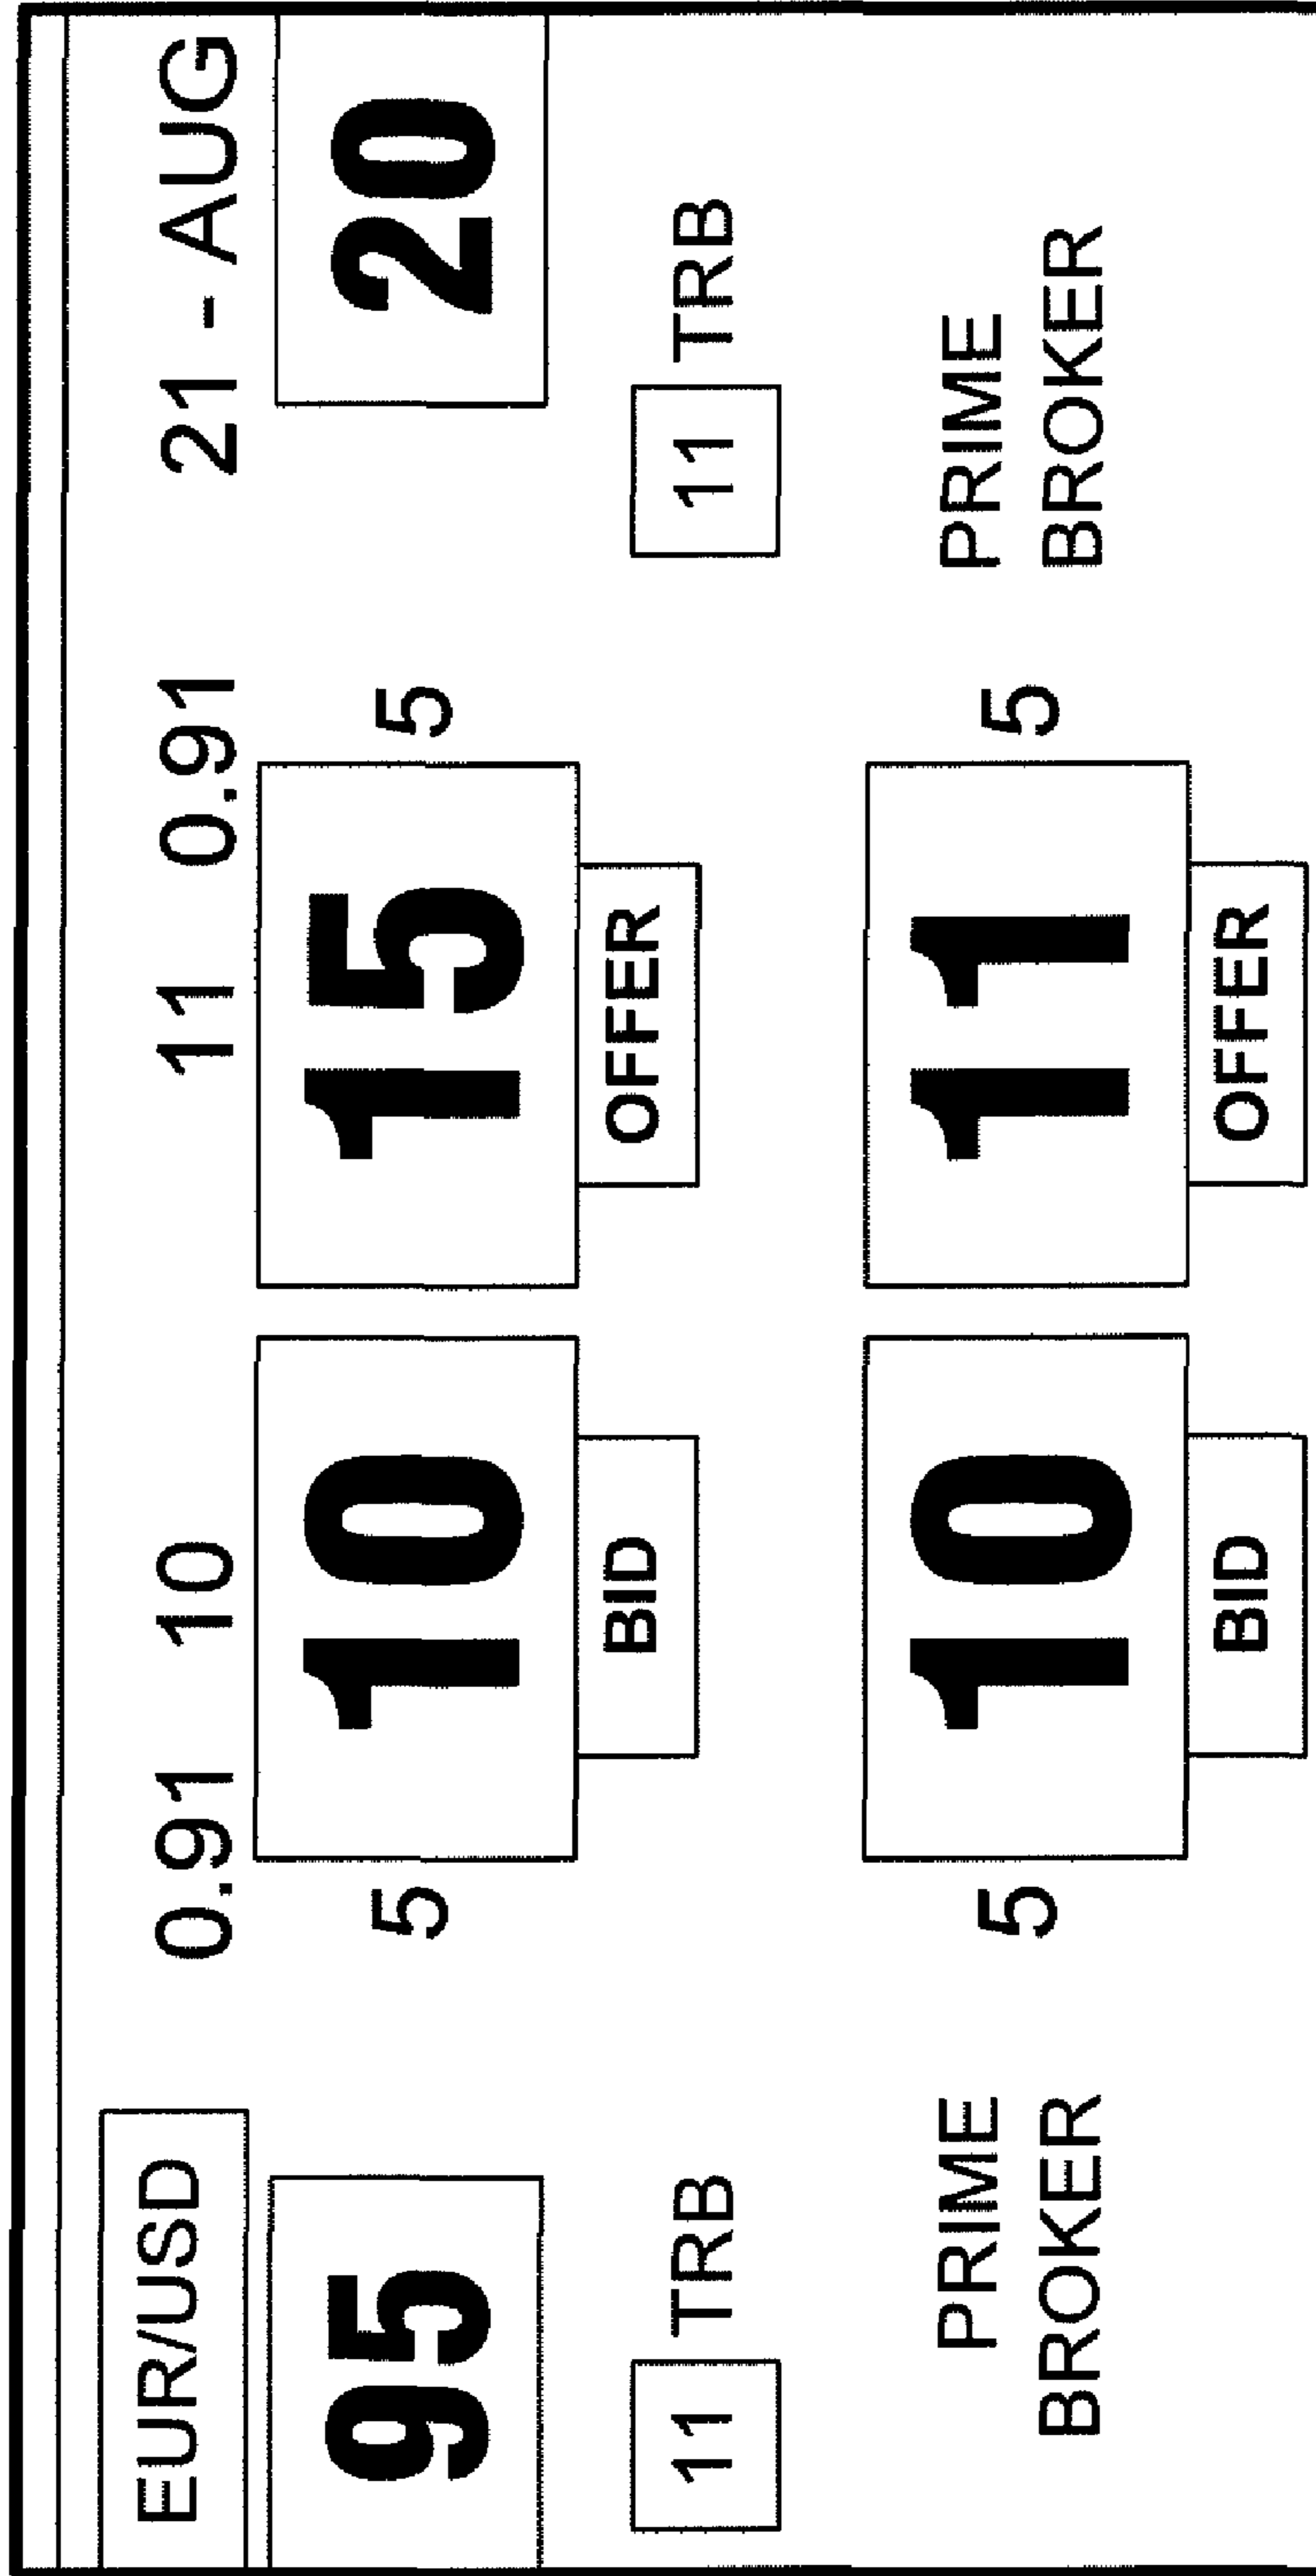 EUR/USD 0.91 10 11 0.91 21 - AUG
95 5 10 15 5 20
BID OFFER
11 TRB 11 TRB
PRIME 5 10 11 5 PRIME
BROKER BROKER
BID OFFER